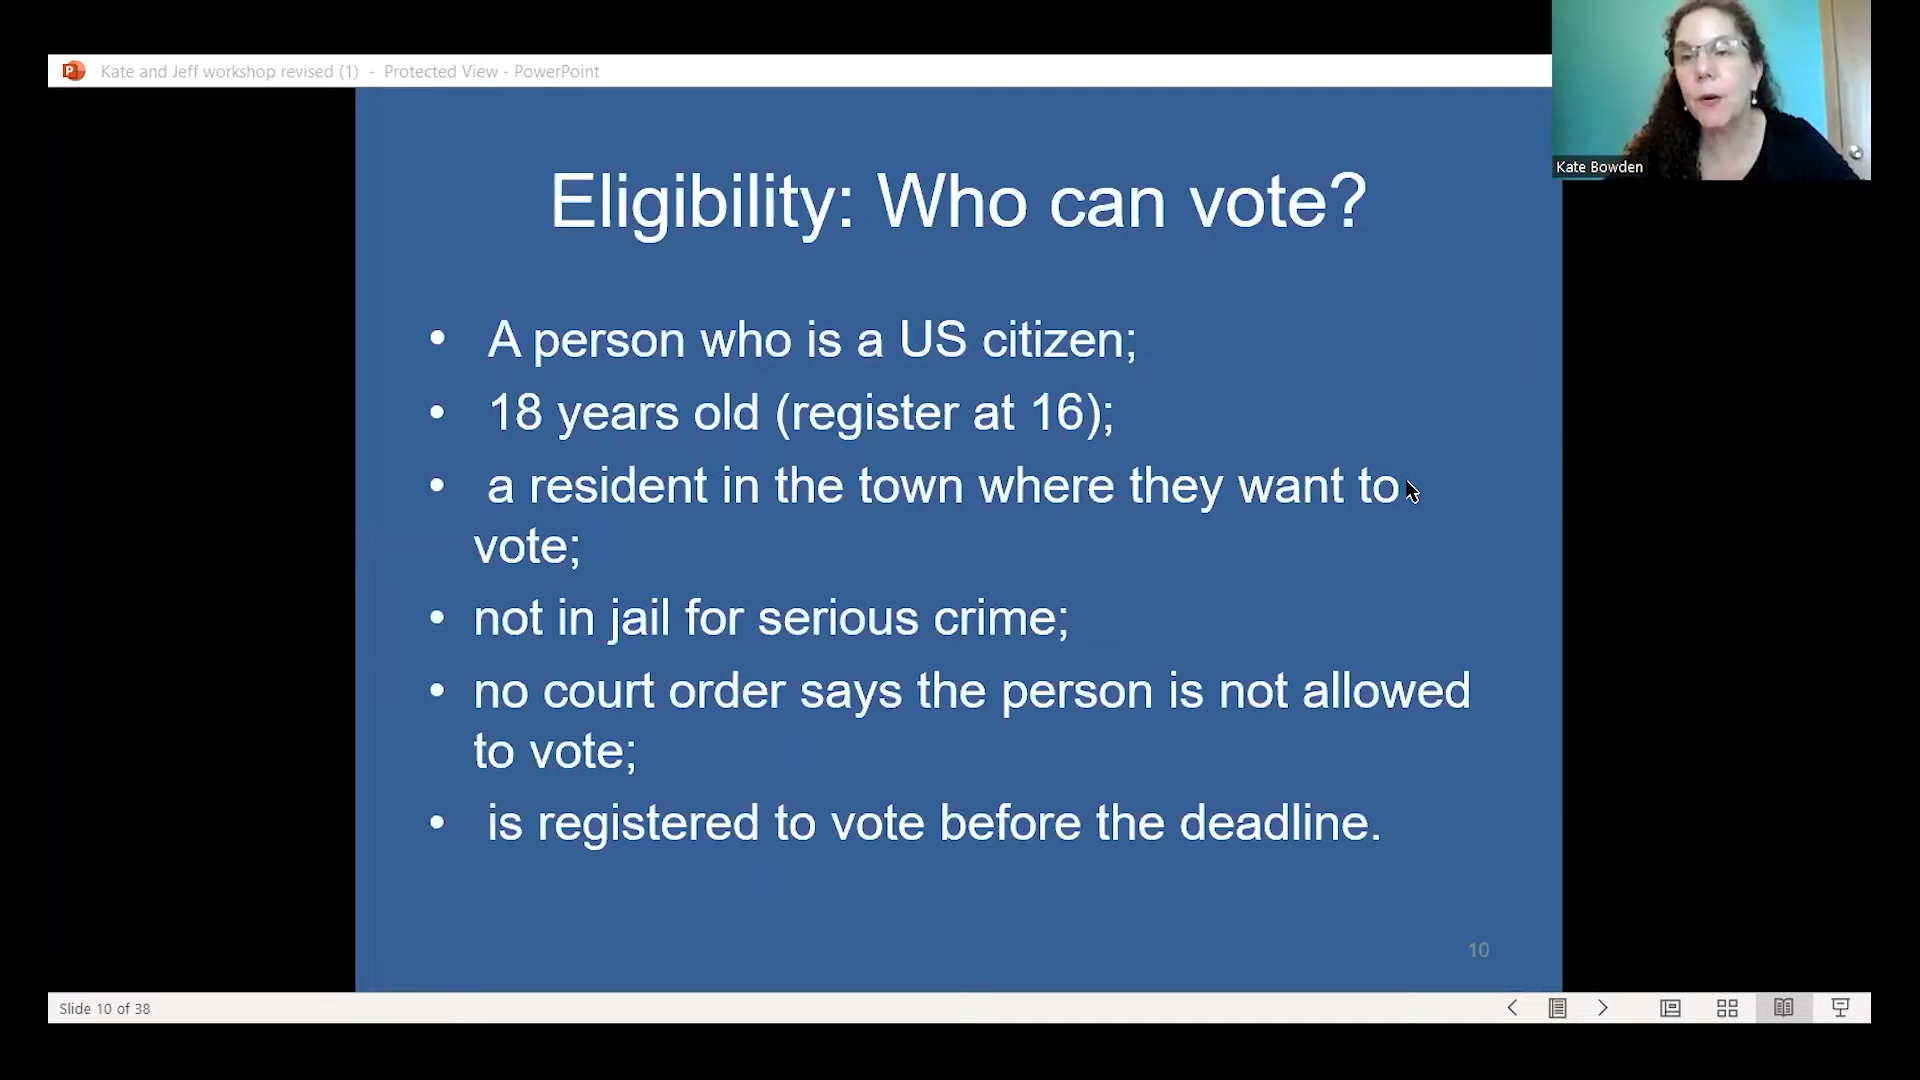 Kate and Jeff workshop revised (1) - Protected View - PowerPoint
Kate Bowden
Eligibility: Who can vote?
• A person who is a US citizen;
• 18 years old (register at 16);
• a resident in the town where they want to
vote;
• not in jail for serious crime;
• no court order says the person is not allowed
to vote;
• is registered to vote before the deadline.
10
Slide 10 of 38